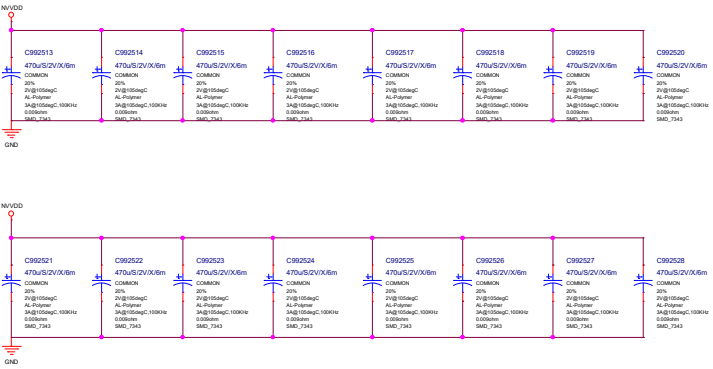 NVVDD
C992513 C992514 C992515 C992516 C992517 C992518 C992519 C992520
470u/S/2V/X/6m 470u/S/2V/X/6m 470u/S/2V/X/6m 470u/S/2V/X/6m 470u/S/2V/X/6m 470u/S/2V/X/6m 470u/S/2V/X/6m 470u/S/2V/X/6m
COMMON COMMON COMMON COMMON COMMON COMMON COMMON COMMON
20% 20% 20% 20% 20% 20% 20% 20%
2V@105degC 2V@105degC 2V@105degC 2V@105degC 2V@105degC 2V@105degC 2V@105degC 2V@105degC
AL-Polymer AL-Polymer AL-Polymer AL-Polymer AL-Polymer AL-Polymer AL-Polymer AL-Polymer
3A@105degC,100KHz 3A@105degC,100KHz 3A@105degC,100KHz 3A@105degC,100KHz 3A@105degC,100KHz 3A@105degC,100KHz 3A@105degC,100KHz 3A@105degC,100KHz
0.009ohm 0.009ohm 0.009ohm 0.009ohm 0.009ohm 0.009ohm 0.009ohm 0.009ohm
SMD_7343 SMD_7343 SMD_7343 SMD_7343 SMD_7343 SMD_7343 SMD_7343 SMD_7343
GND
NVVDD
C992521 C992522 C992523 C992524 C992525 C992526 C992527 C992528
470u/S/2V/X/6m 470u/S/2V/X/6m 470u/S/2V/X/6m 470u/S/2V/X/6m 470u/S/2V/X/6m 470u/S/2V/X/6m 470u/S/2V/X/6m 470u/S/2V/X/6m
COMMON COMMON COMMON COMMON COMMON COMMON COMMON COMMON
20% 20% 20% 20% 20% 20% 20% 20%
2V@105degC 2V@105degC 2V@105degC 2V@105degC 2V@105degC 2V@105degC 2V@105degC 2V@105degC
AL-Polymer AL-Polymer AL-Polymer AL-Polymer AL-Polymer AL-Polymer AL-Polymer AL-Polymer
3A@105degC,100KHz 3A@105degC,100KHz 3A@105degC,100KHz 3A@105degC,100KHz 3A@105degC,100KHz 3A@105degC,100KHz 3A@105degC,100KHz 3A@105degC,100KHz
0.009ohm 0.009ohm 0.009ohm 0.009ohm 0.009ohm 0.009ohm 0.009ohm 0.009ohm
SMD_7343 SMD_7343 SMD_7343 SMD_7343 SMD_7343 SMD_7343 SMD_7343 SMD_7343
GND